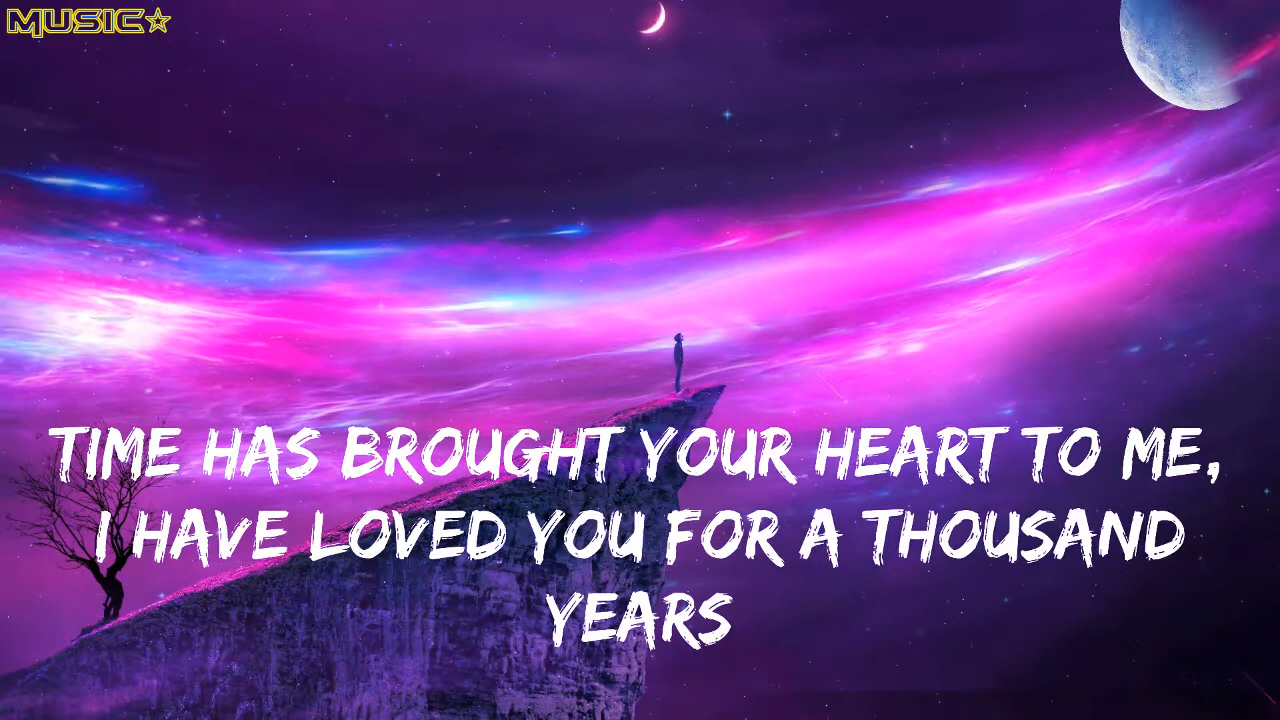 MUSIC☆
TIME HAS BROUGHT YOUR HEART TO ME,
I HAVE LOVED YOU FOR A THOUSAND
YEARS